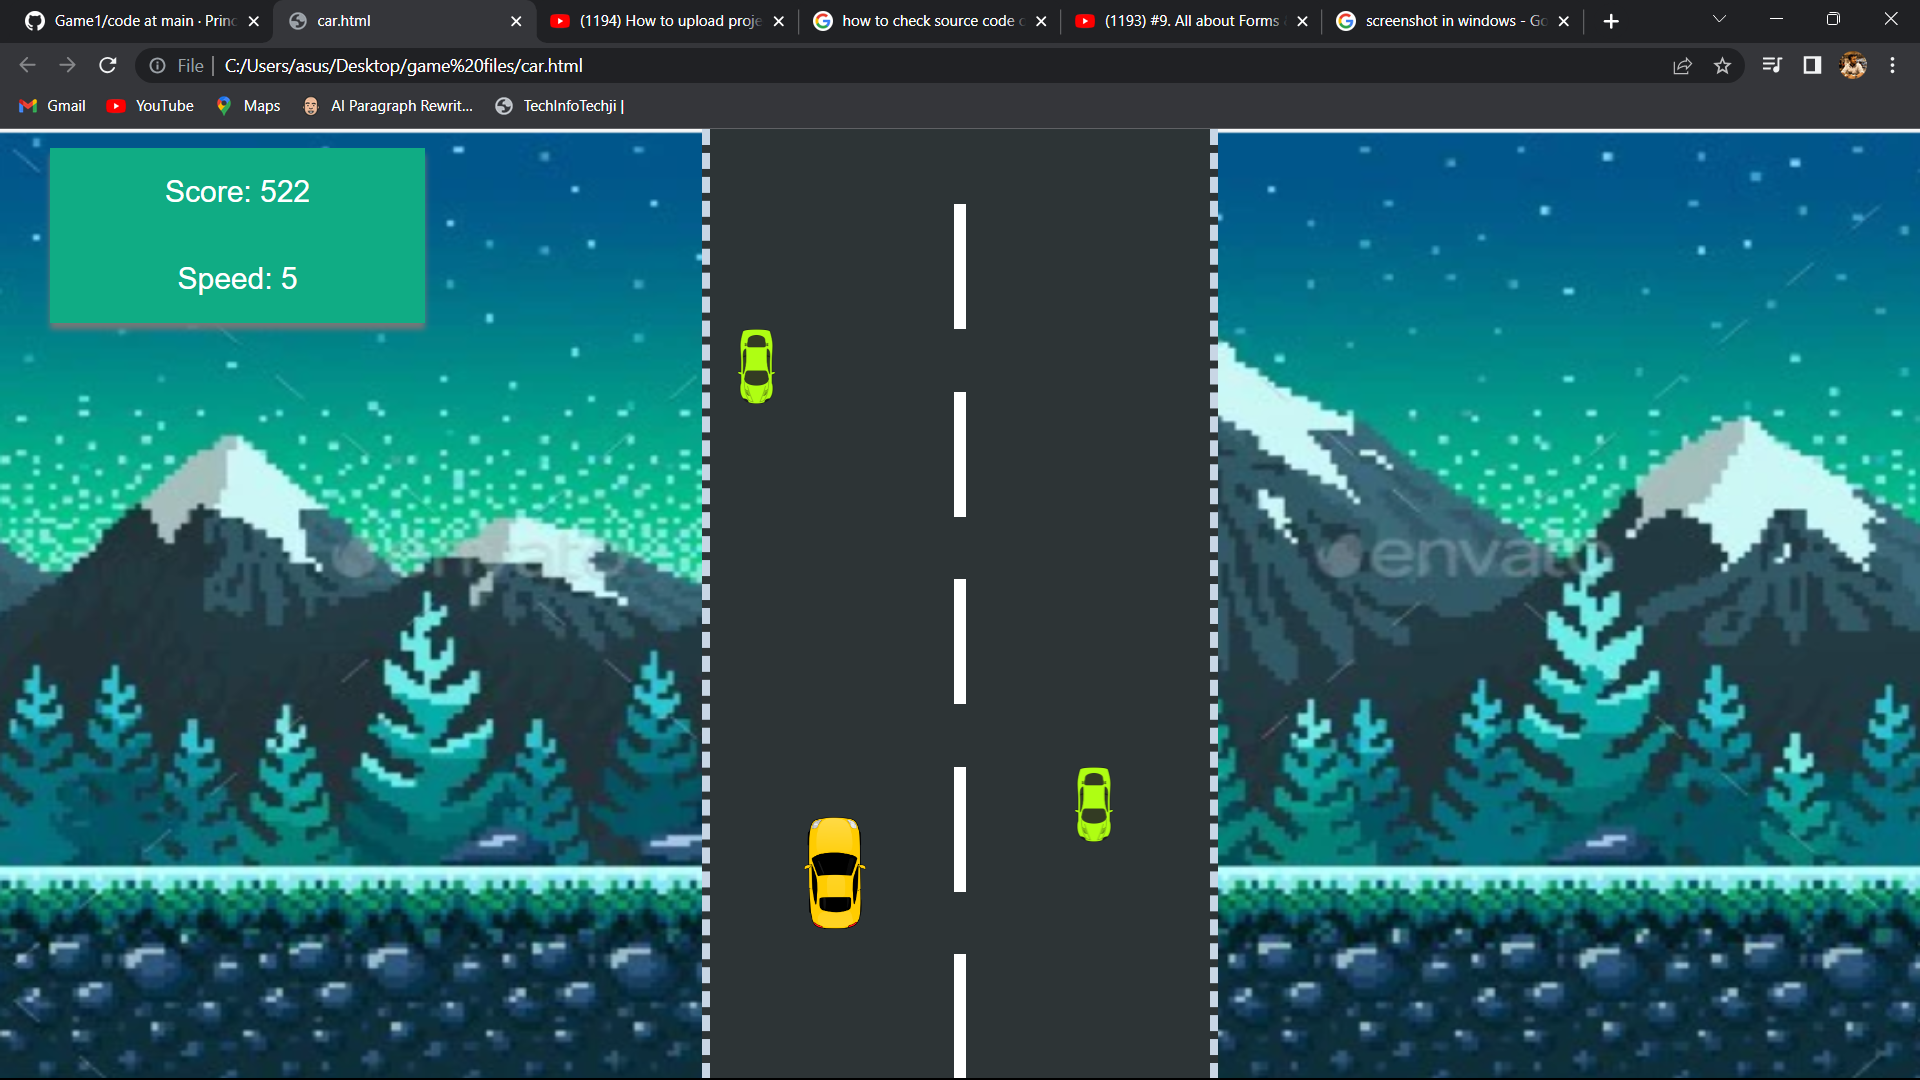 Game1/code at main · Princ
car.html
(1194) How to upload proje
how to check source code o
(1193) #9. All about Forms
screenshot in windows - Go
File
C:/Users/asus/Desktop/game%20files/car.html
Gmail
YouTube
Maps
AI Paragraph Rewrit...
TechInfoTechji |
Score: 522
Speed: 5
envato
envato